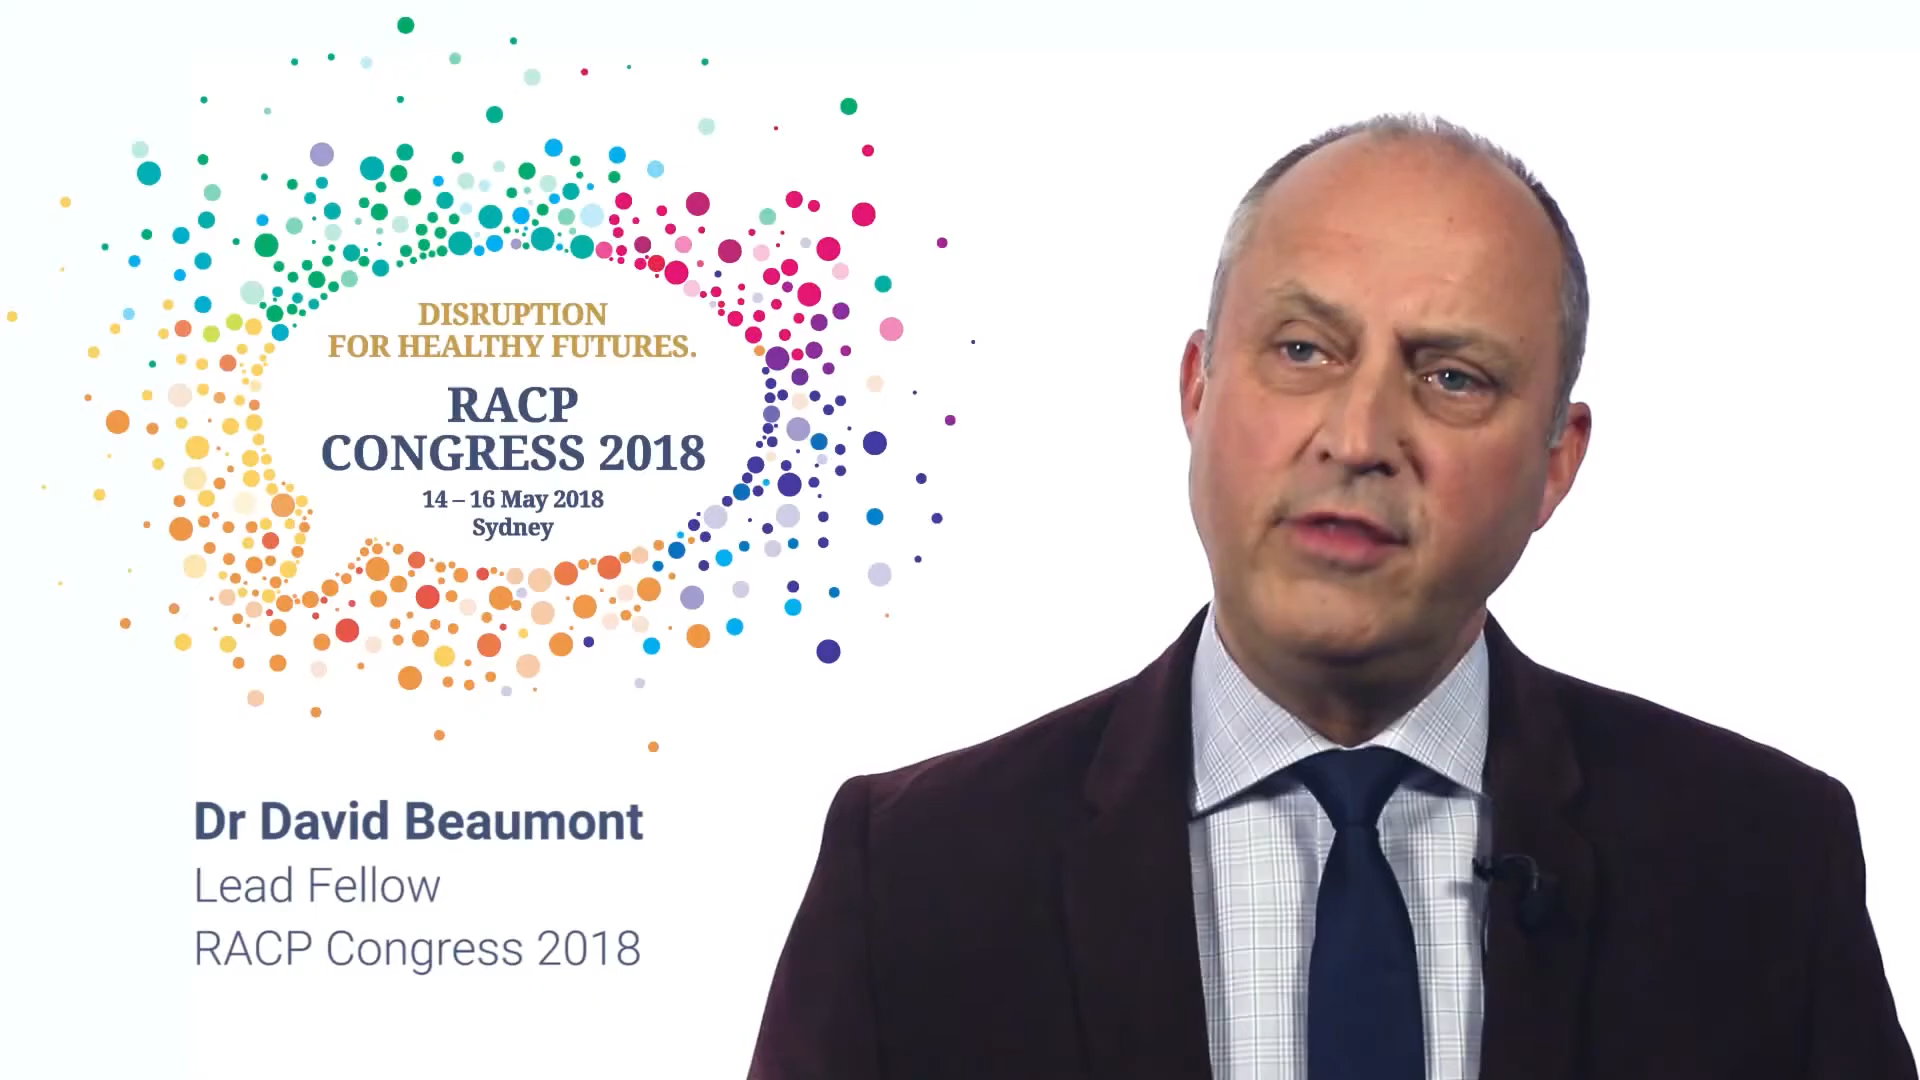 DISRUPTION
FOR HEALTHY FUTURES.
RACP
CONGRESS 2018
14 – 16 May 2018
Sydney
Dr David Beaumont
Lead Fellow
RACP Congress 2018